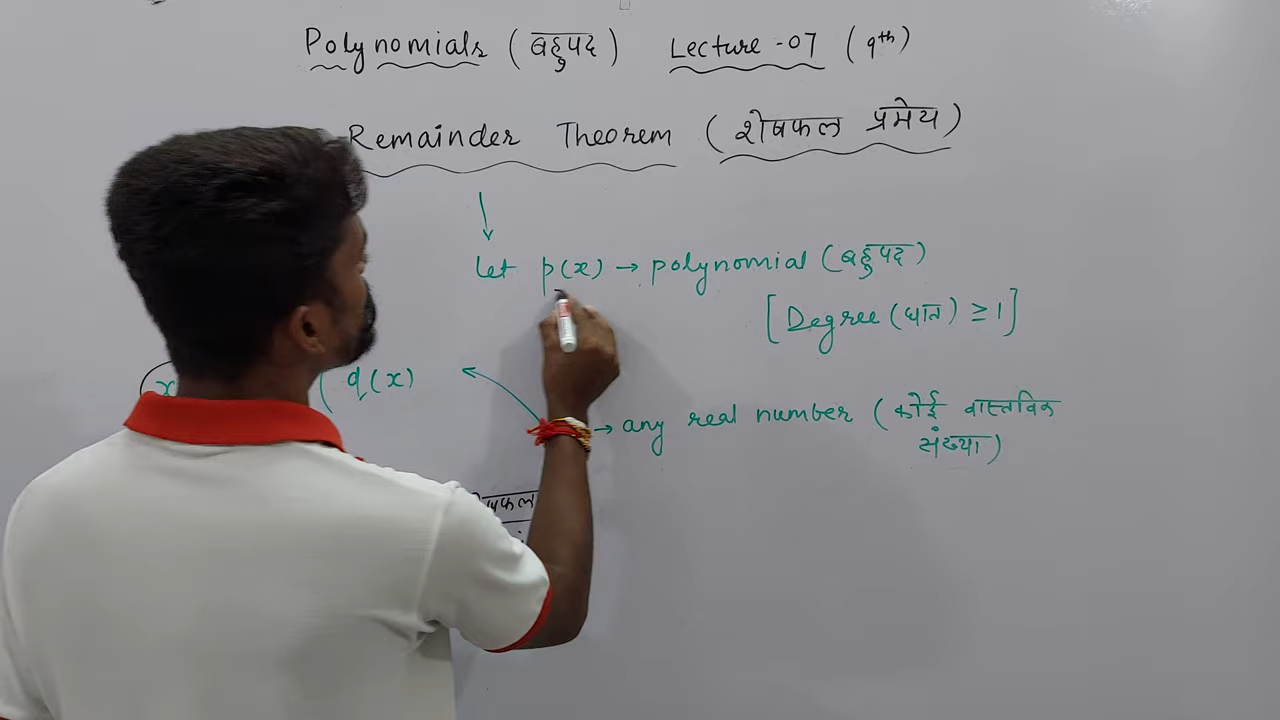 Polynomials (बहुपद) Lecture -07 (9th)
Remainder Theorem (शेषफल प्रमेय)
let p(x) → polynomial (बहुपद)
[Degree (घात) ≥ 1]
x ( q(x)
→ any real number (कोई वास्तविक
संख्या)